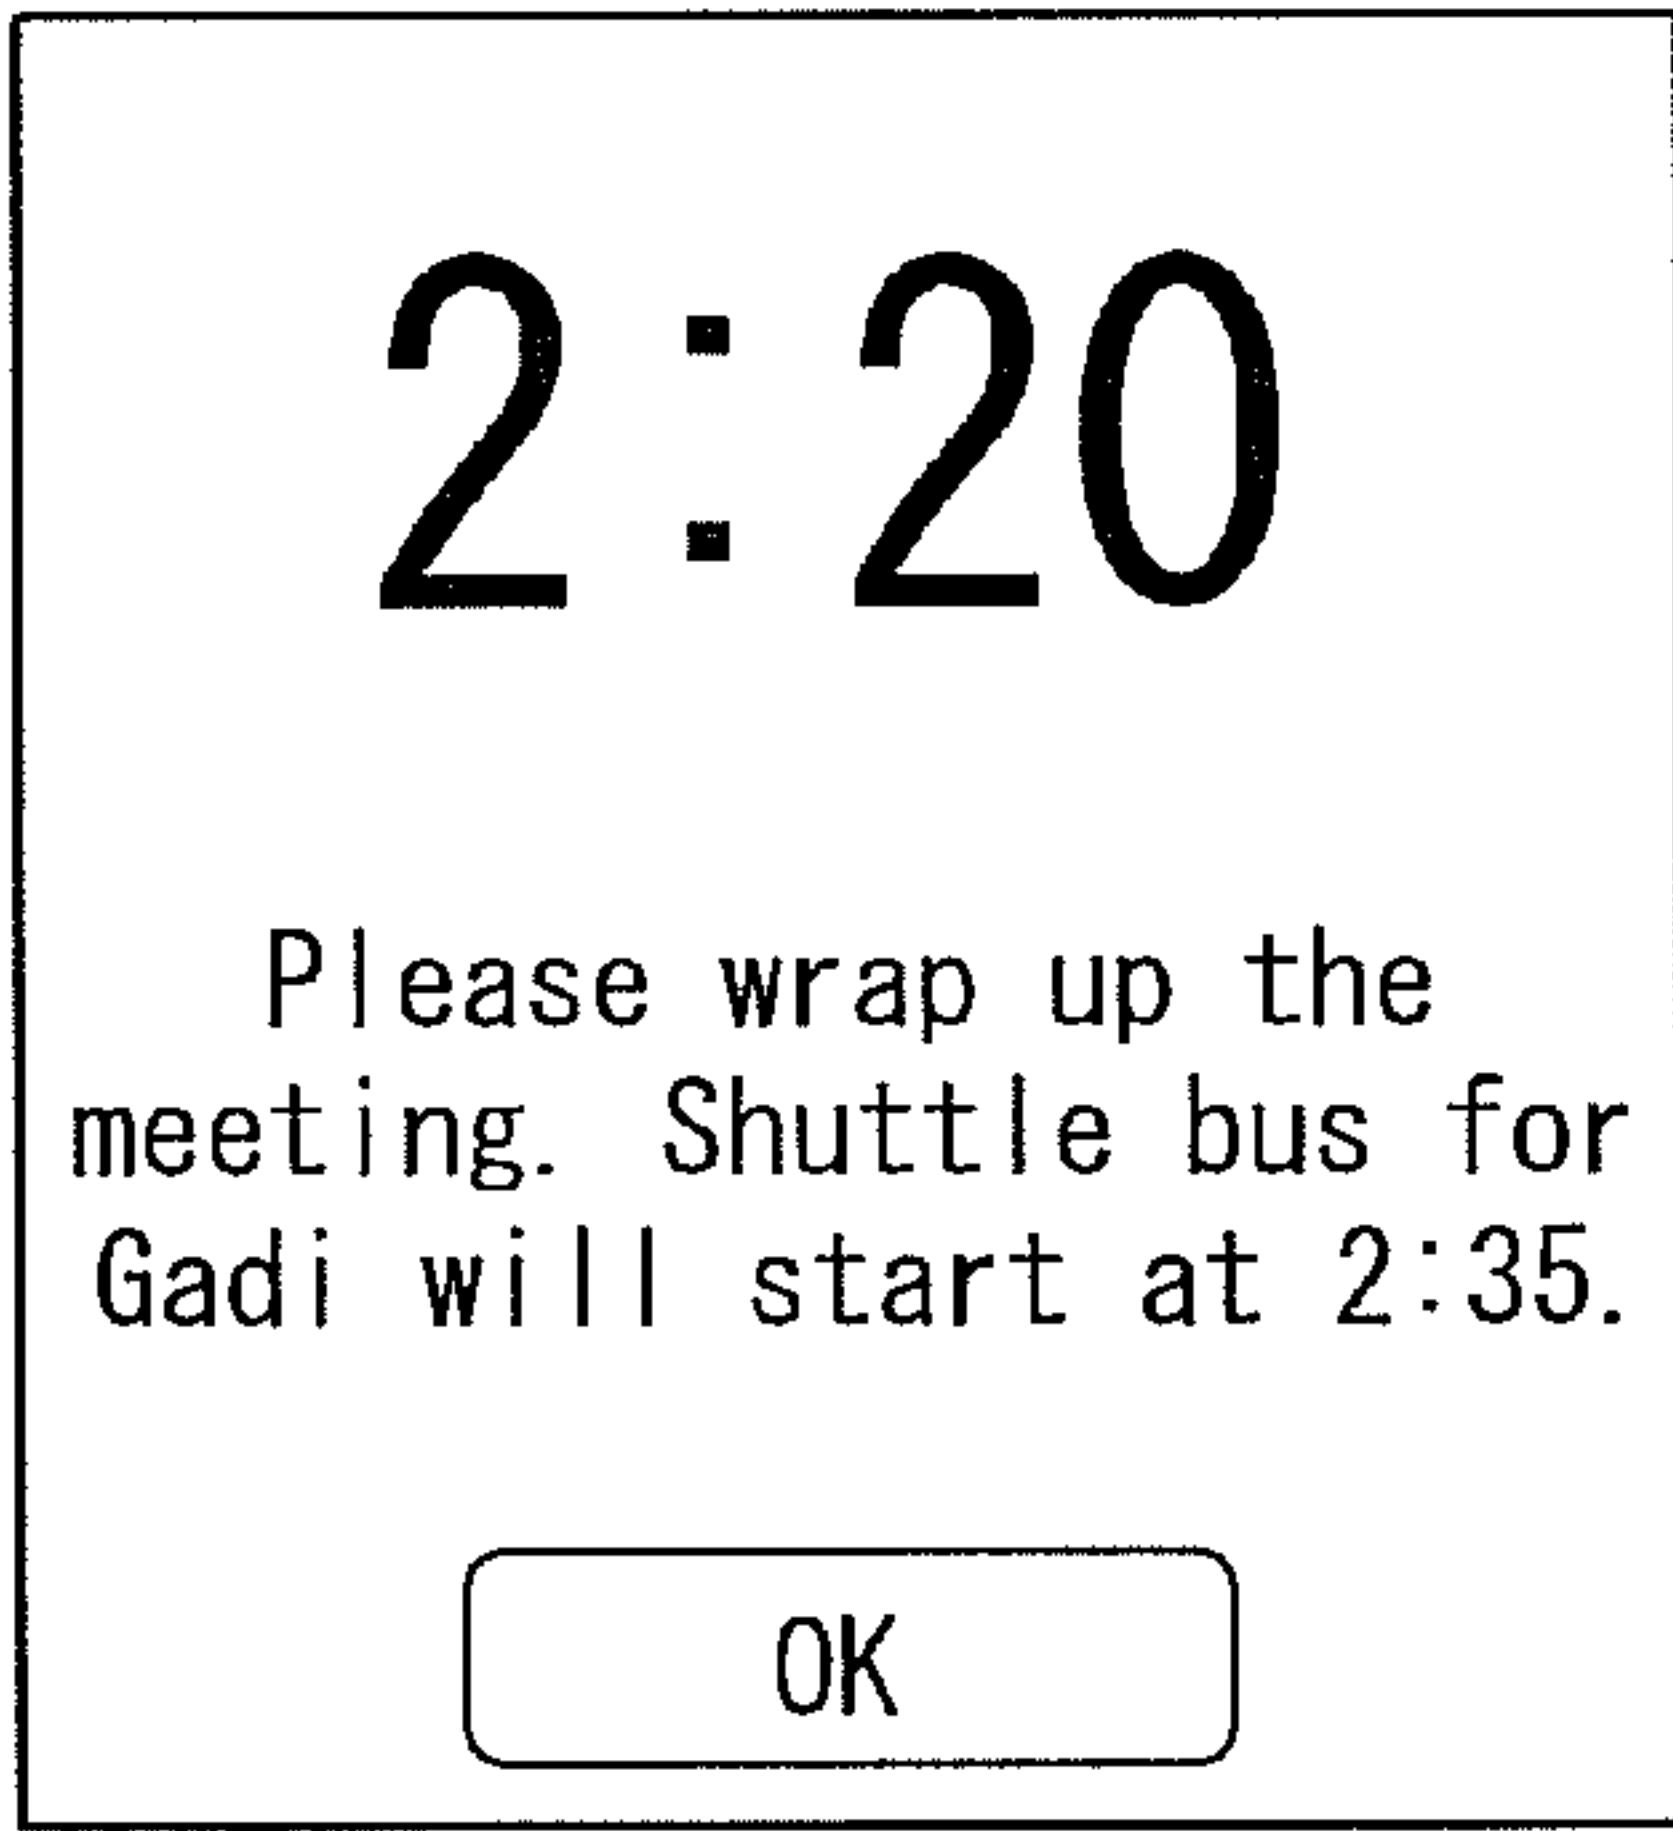 2:20
Please wrap up the
meeting. Shuttle bus for
Gadi will start at 2:35.
OK